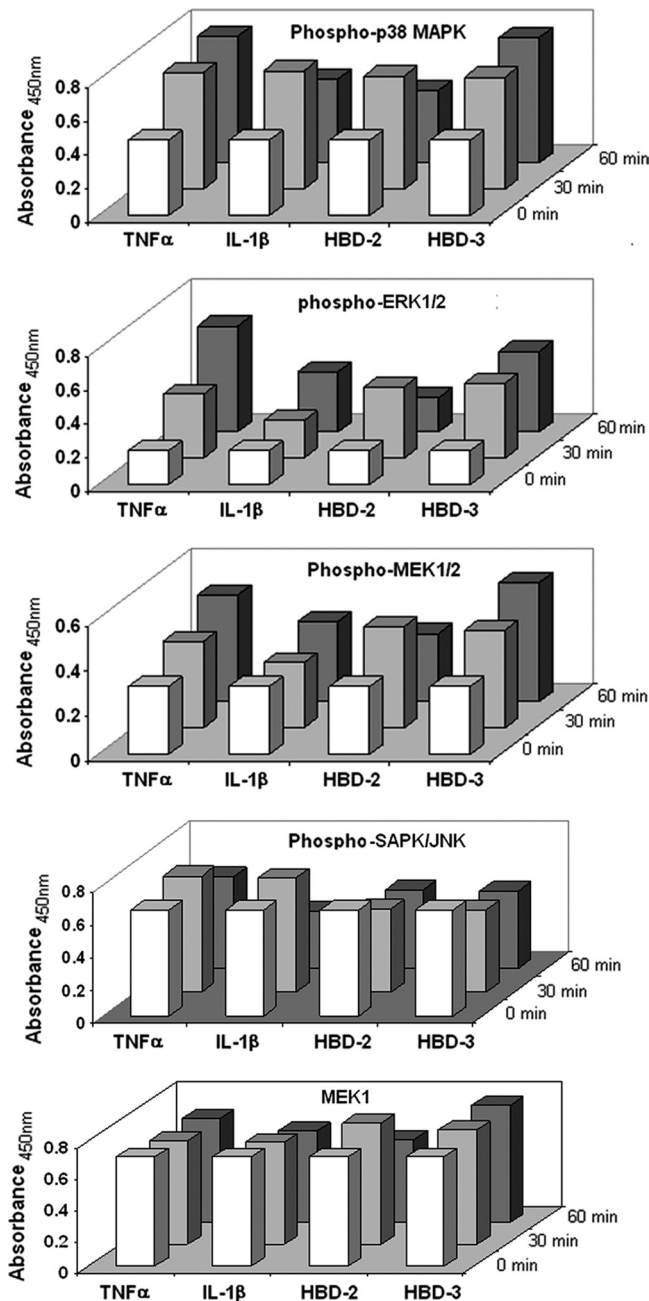 Phospho-p38 MAPK
Absorbance 450nm
0.8
0.6
0.4
0.2
0
TNFα IL-1β HBD-2 HBD-3
0 min
30 min
60 min
phospho-ERK1/2
Absorbance 450nm
0.8
0.6
0.4
0.2
0
TNFα IL-1β HBD-2 HBD-3
0 min
30 min
60 min
Phospho-MEK1/2
Absorbance 450nm
0.6
0.4
0.2
0
TNFα IL-1β HBD-2 HBD-3
0 min
30 min
60 min
Phospho-SAPK/JNK
Absorbance 450nm
0.8
0.6
0.4
0.2
0
TNFα IL-1β HBD-2 HBD-3
0 min
30 min
60 min
MEK1
Absorbance 450nm
0.8
0.6
0.4
0.2
0
TNFα IL-1β HBD-2 HBD-3
0 min
30 min
60 min